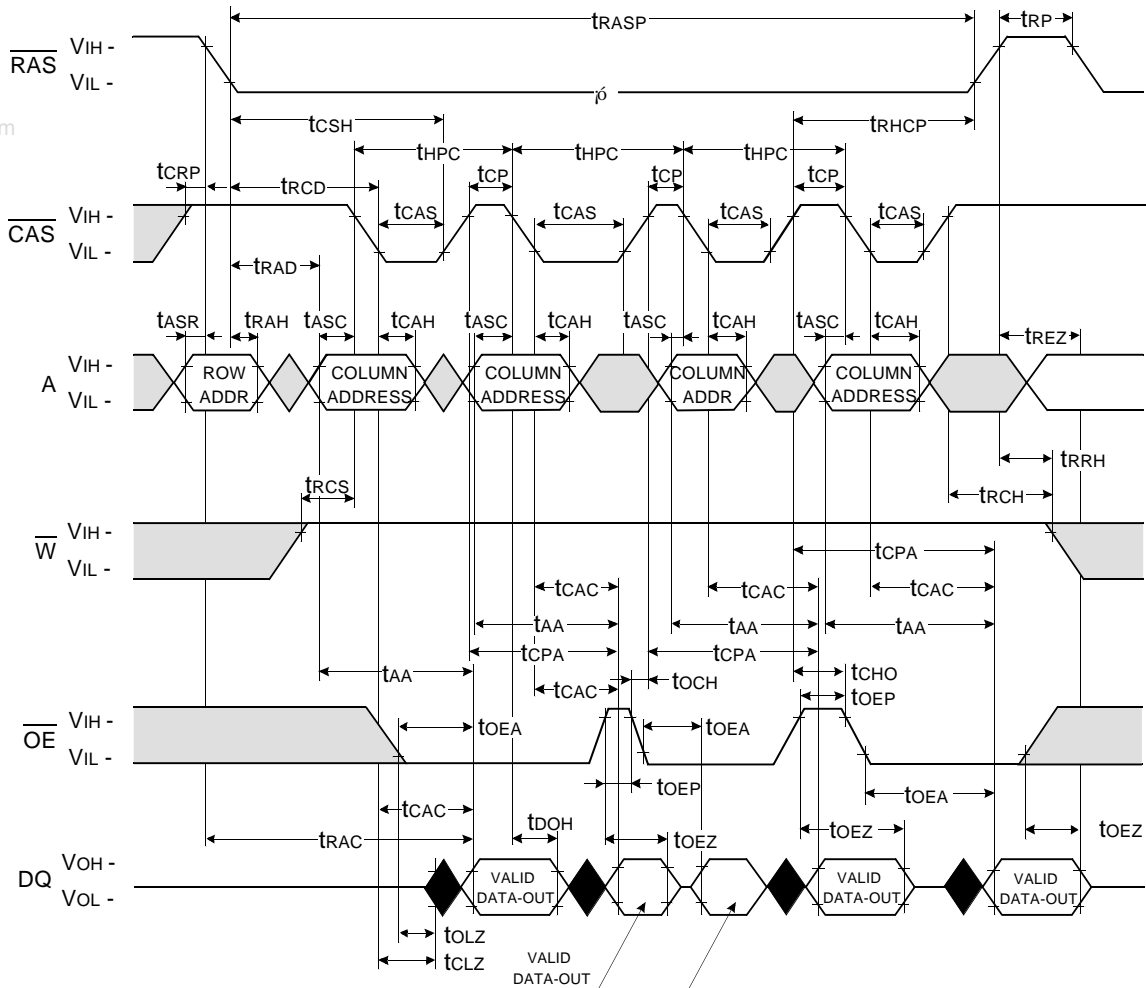 tRASP tRP
RAS VIH -
VIL -
ƒó
m
tCSH tRHCP
tHPC tHPC tHPC
tCRP tRCD tCP tCP tCP
CAS VIH - tCAS tCAS tCAS tCAS
VIL -
tRAD
tASR tRAH tASC tCAH tASC tCAH tASC tCAH tASC tCAH tREZ
A VIH - ROW COLUMN COLUMN COLUMN COLUMN
VIL - ADDR ADDRESS ADDRESS ADDR ADDRESS
tRRH
tRCS tRCH
W VIH -
VIL - tCPA
tCAC tCAC tCAC
tAA tAA tAA
tCPA tCPA
tAA tCHO
tCAC tOCH tOEP
OE VIH - tOEA tOEA
VIL -
tOEP
tCAC tOEA
tDOH
tRAC tOEZ tOEZ tOEZ
DQ VOH - VALID VALID VALID
VOL - DATA-OUT DATA-OUT DATA-OUT
tOLZ
tCLZ VALID
DATA-OUT